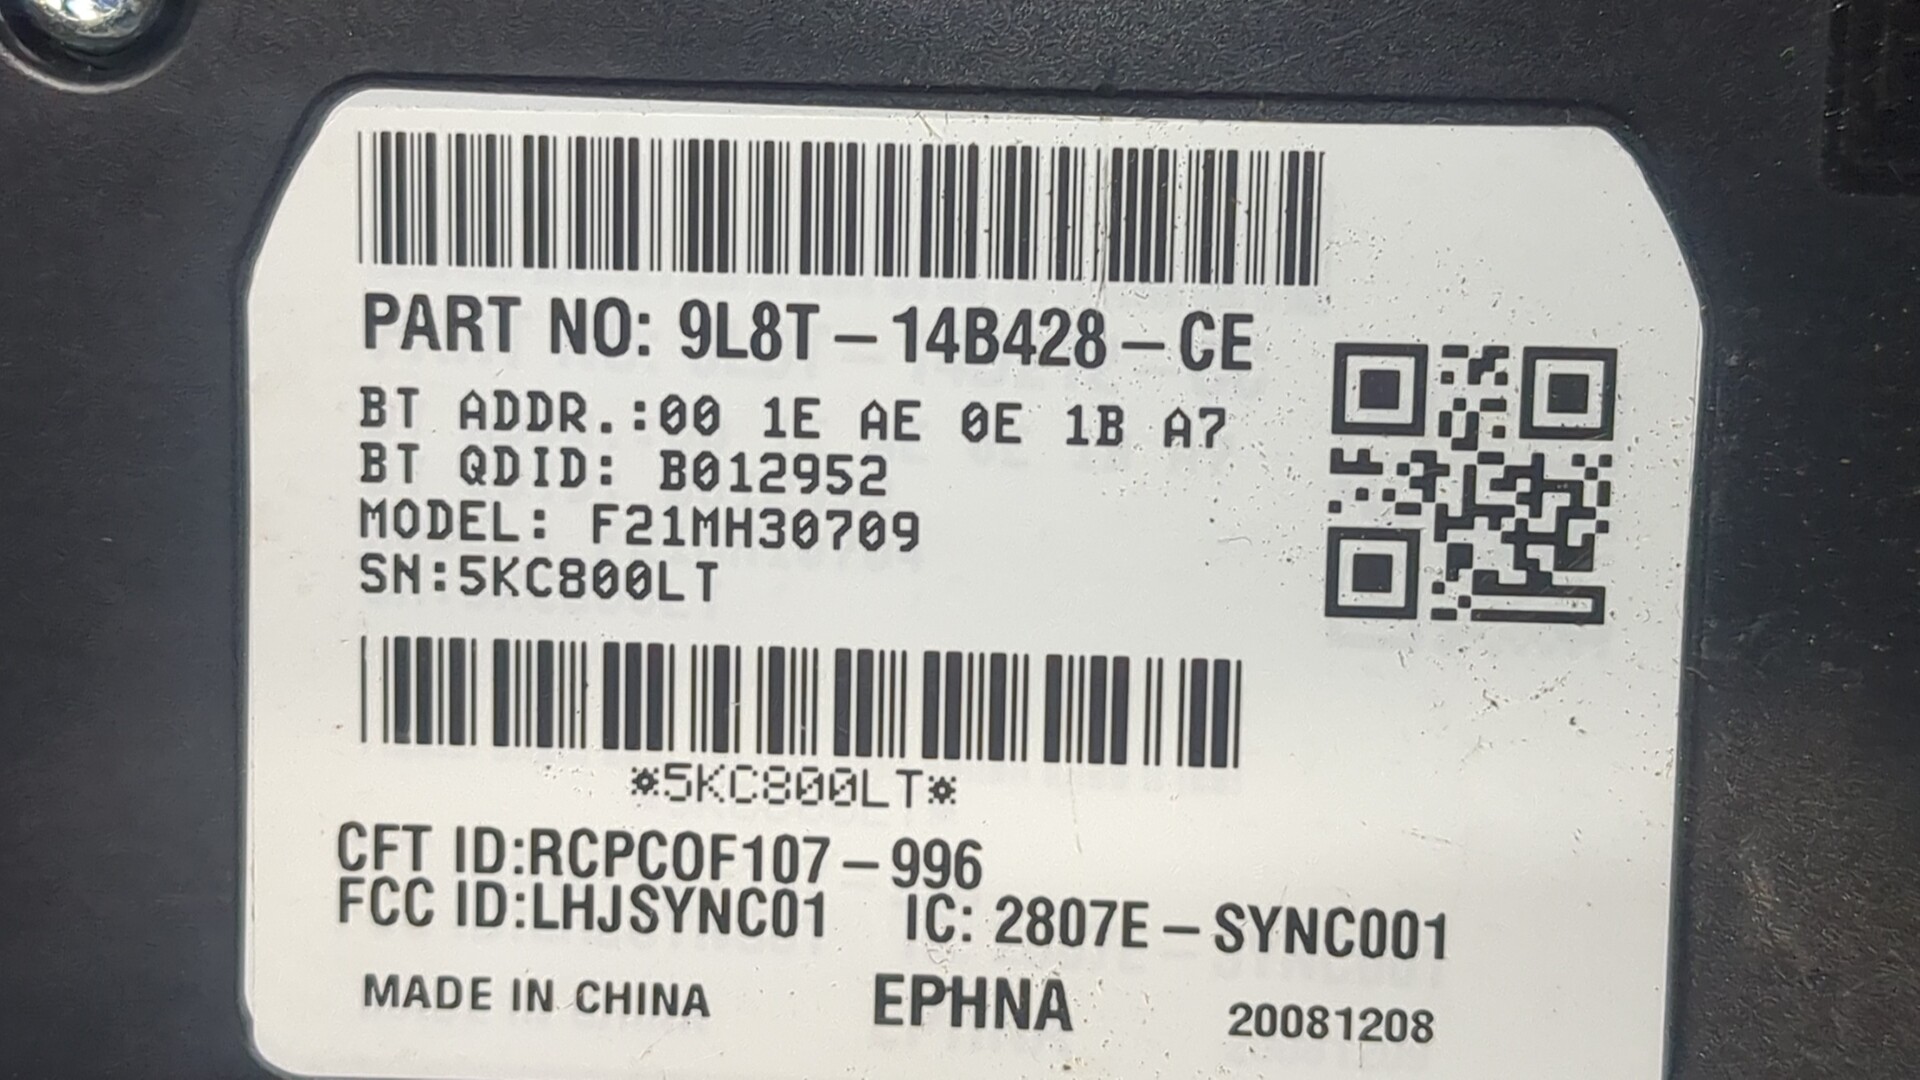 PART NO: 9L8T-14B428-CE
BT ADDR.:00 1E AE 0E 1B A7
BT QDID: B012952
MODEL: F21MH30709
SN:5KC800LT
*5KC800LT*
CFT ID:RCPCOF107-996
FCC ID:LHJSYNC01 IC: 2807E-SYNC001
MADE IN CHINA EPHNA 20081208